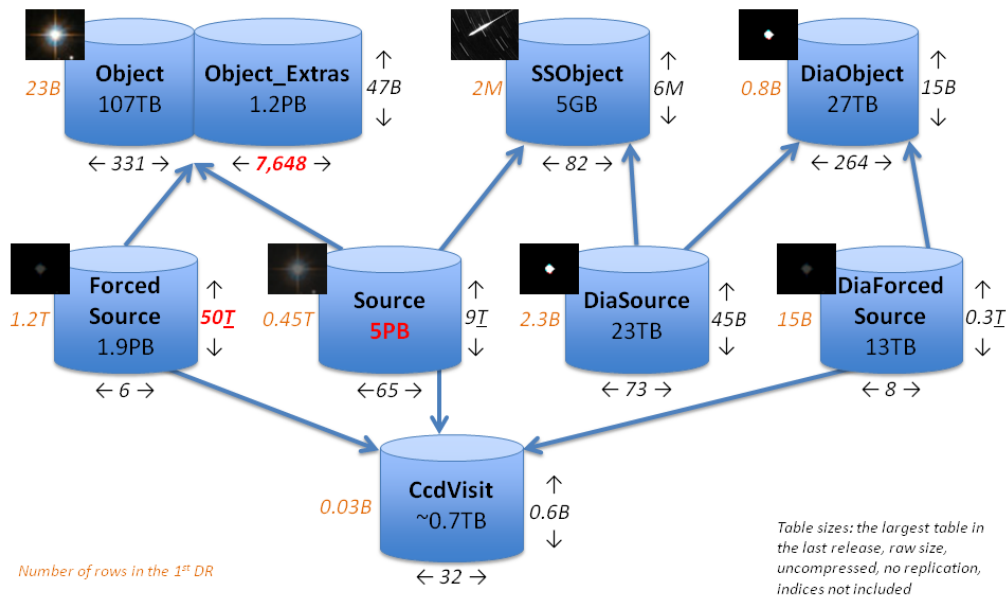 Object
107TB
Object_Extras
1.2PB
23B
↑
47B
↓
← 331 →
← 7,648 →
SSObject
5GB
2M
↑
6M
↓
← 82 →
DiaObject
27TB
0.8B
↑
15B
↓
← 264 →
Forced
Source
1.9PB
1.2T
↑
50T
↓
← 6 →
Source
5PB
0.45T
↑
9T
↓
←65 →
DiaSource
23TB
2.3B
↑
45B
↓
← 73 →
DiaForced
Source
13TB
15B
↑
0.3T
↓
← 8 →
CcdVisit
~0.7TB
0.03B
↑
0.6B
↓
← 32 →
Number of rows in the 1st DR
Table sizes: the largest table in
the last release, raw size,
uncompressed, no replication,
indices not included